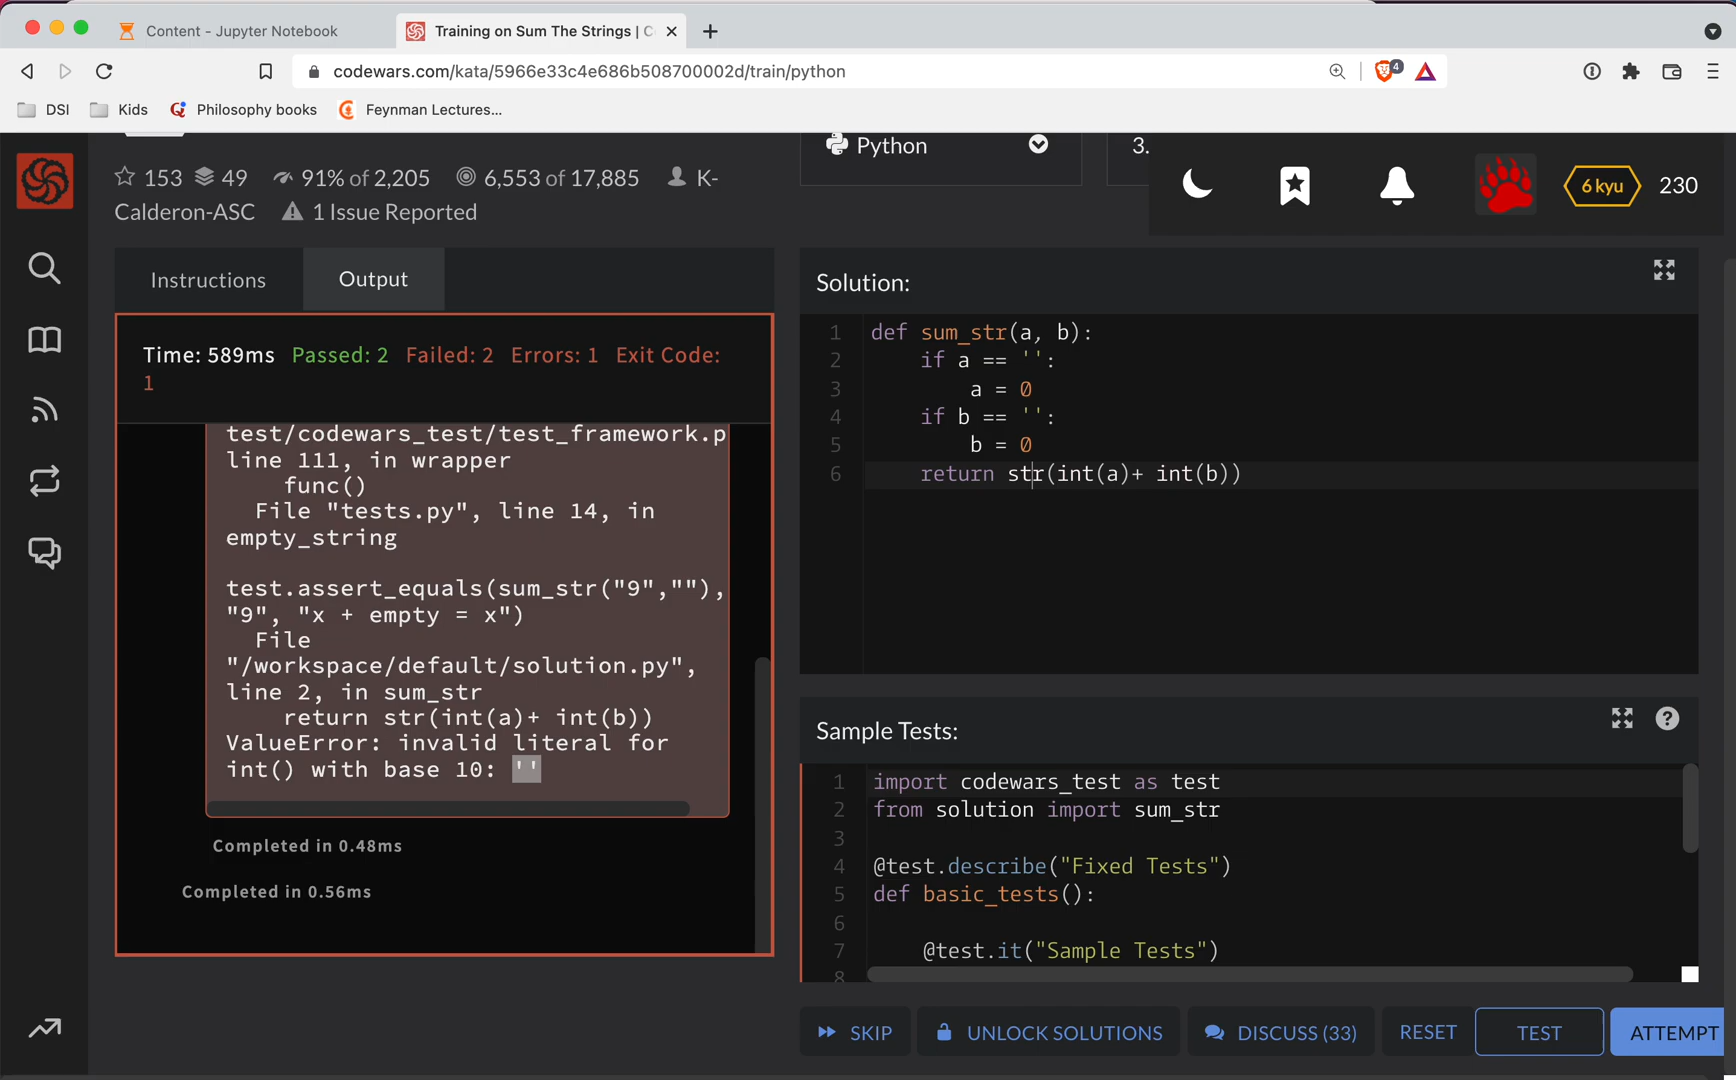 Content - Jupyter Notebook
Training on Sum The Strings | C
codewars.com/kata/5966e33c4e686b508700002d/train/python
4
DSI
Kids
Philosophy books
Feynman Lectures...
Python
3.
153 49 91% of 2,205 6,553 of 17,885 K-
Calderon-ASC 1 Issue Reported
6 kyu
230
Instructions
Output
Time: 589ms Passed: 2 Failed: 2 Errors: 1 Exit Code:
1
test/codewars_test/test_framework.p
line 111, in wrapper
func()
File "tests.py", line 14, in
empty_string
test.assert_equals(sum_str("9",""),
"9", "x + empty = x")
File
"/workspace/default/solution.py",
line 2, in sum_str
return str(int(a)+ int(b))
ValueError: invalid literal for
int() with base 10: ''
Completed in 0.48ms
Completed in 0.56ms
Solution:
1 def sum_str(a, b):
2 if a == '':
3 a = 0
4 if b == '':
5 b = 0
6 return str(int(a)+ int(b))
Sample Tests:
?
1 import codewars_test as test
2 from solution import sum_str
3
4 @test.describe("Fixed Tests")
5 def basic_tests():
6
7 @test.it("Sample Tests")
8
SKIP
UNLOCK SOLUTIONS
DISCUSS (33)
RESET
TEST
ATTEMPT